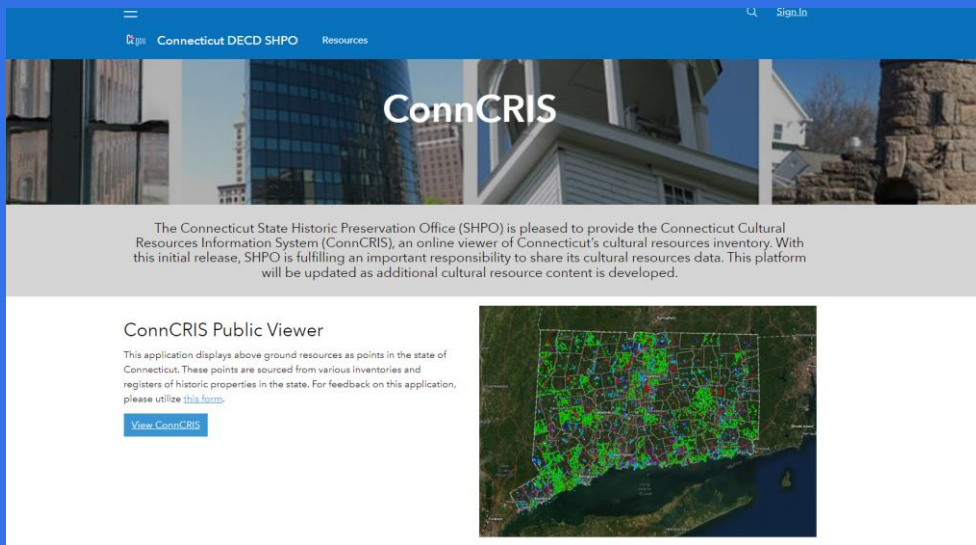 Sign In
Connecticut DECD SHPO Resources
ConnCRIS
The Connecticut State Historic Preservation Office (SHPO) is pleased to provide the Connecticut Cultural
Resources Information System (ConnCRIS), an online viewer of Connecticut's cultural resources inventory. With
this initial release, SHPO is fulfilling an important responsibility to share its cultural resources data. This platform
will be updated as additional cultural resource content is developed.
ConnCRIS Public Viewer
This application displays above ground resources as points in the state of
Connecticut. These points are sourced from various inventories and
registers of historic properties in the state. For feedback on this application,
please utilize this form.
View ConnCRIS